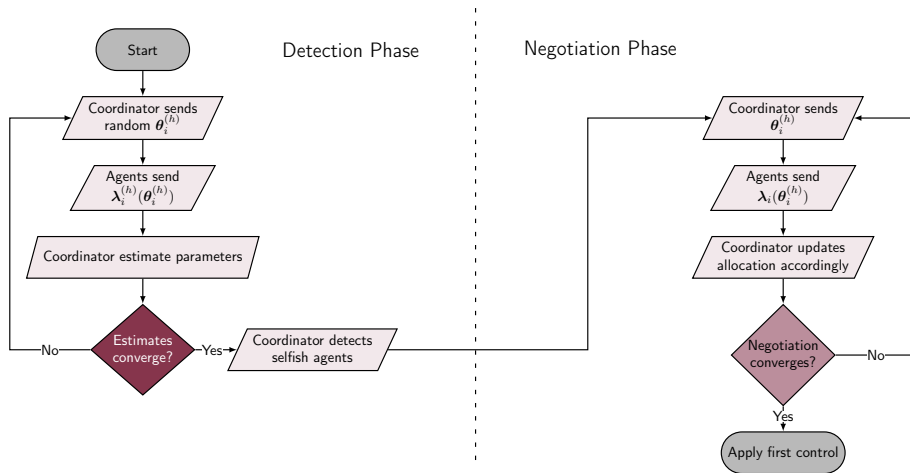 Detection Phase
Negotiation Phase
Start
Coordinator sends
random θ_i^{(h)}
Agents send
λ_i^{(h)}(θ_i^{(h)})
Coordinator estimate parameters
Estimates
converge?
No
Yes
Coordinator detects
selfish agents
Coordinator sends
θ_i^{(h)}
Agents send
λ_i(θ_i^{(h)})
Coordinator updates
allocation accordingly
Negotiation
converges?
No
Yes
Apply first control